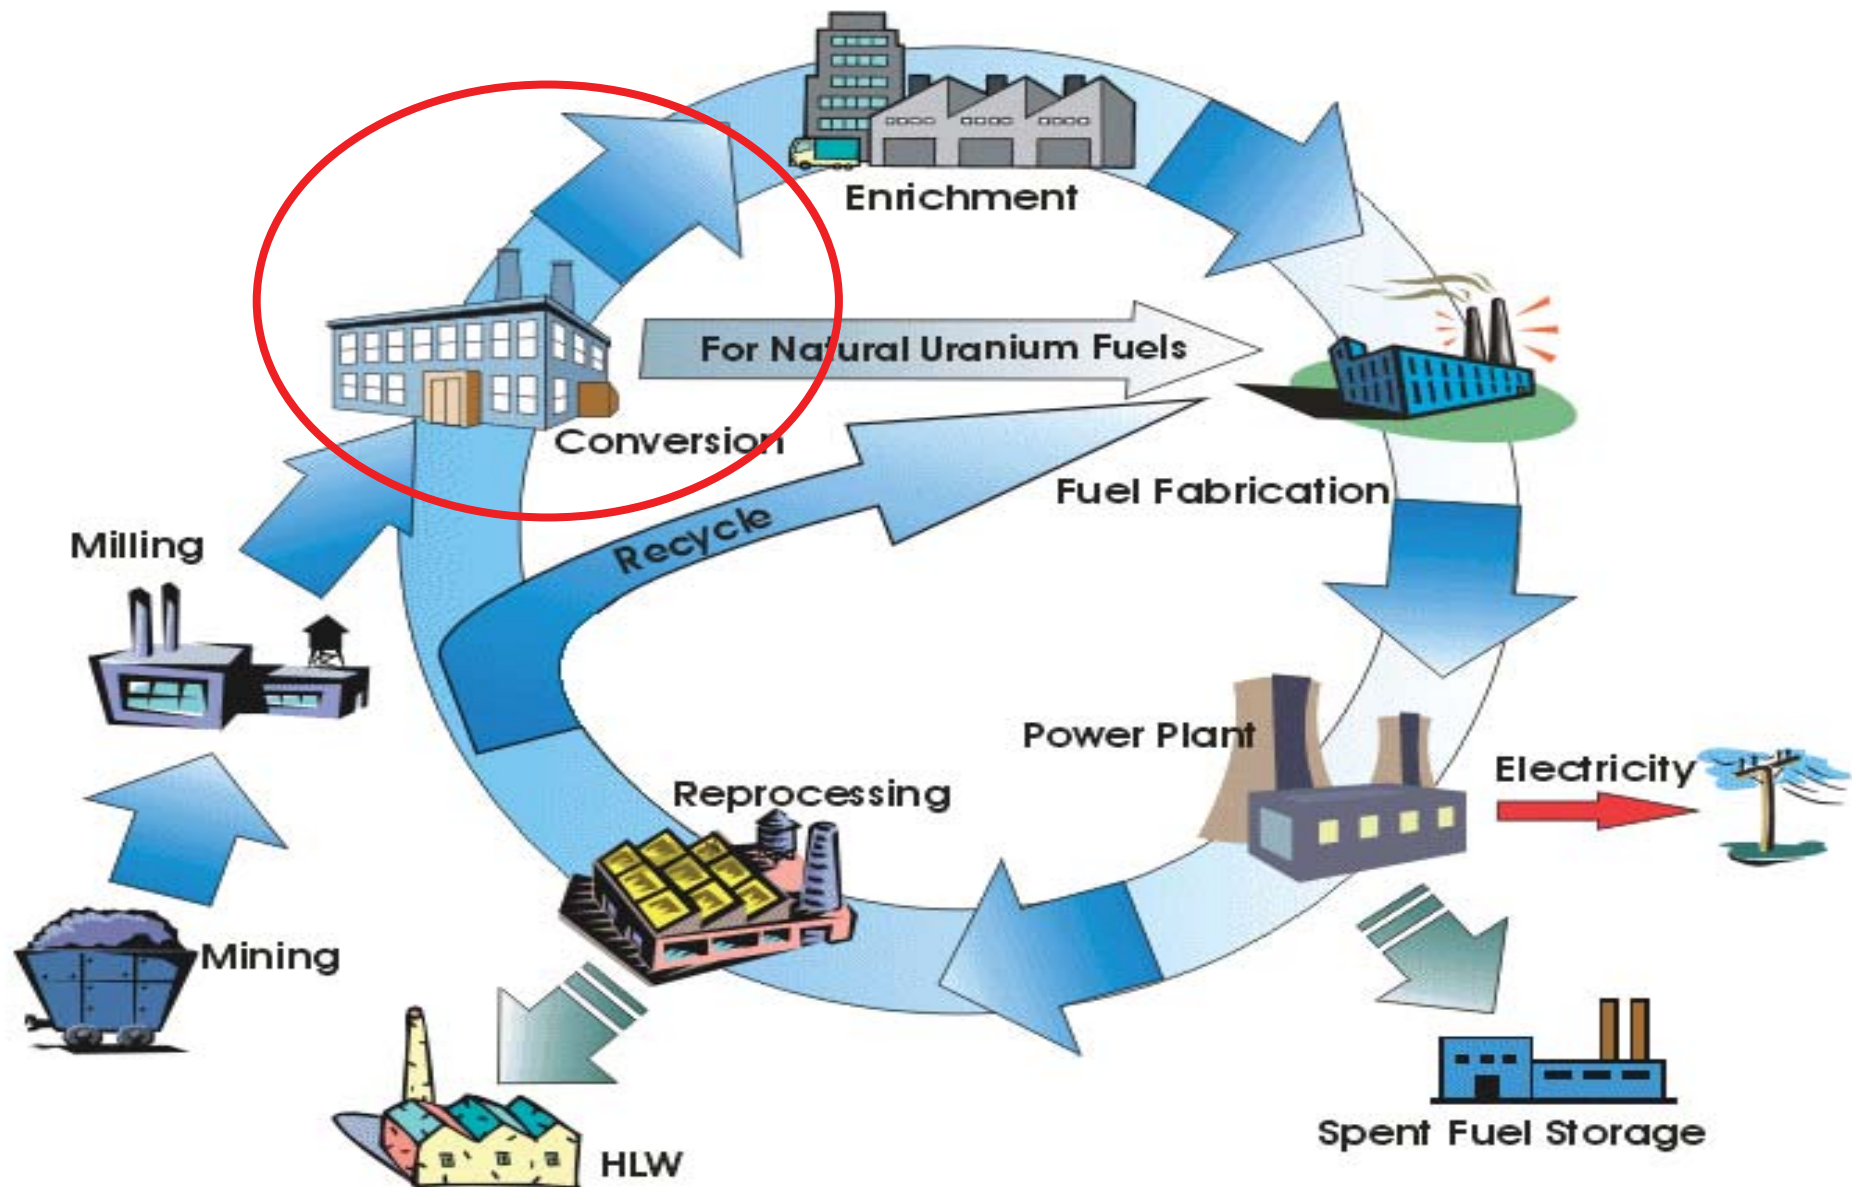 Enrichment
For Natural Uranium Fuels
Conversion
Fuel Fabrication
Recycle
Milling
Power Plant
Electricity
Reprocessing
Mining
Spent Fuel Storage
HLW